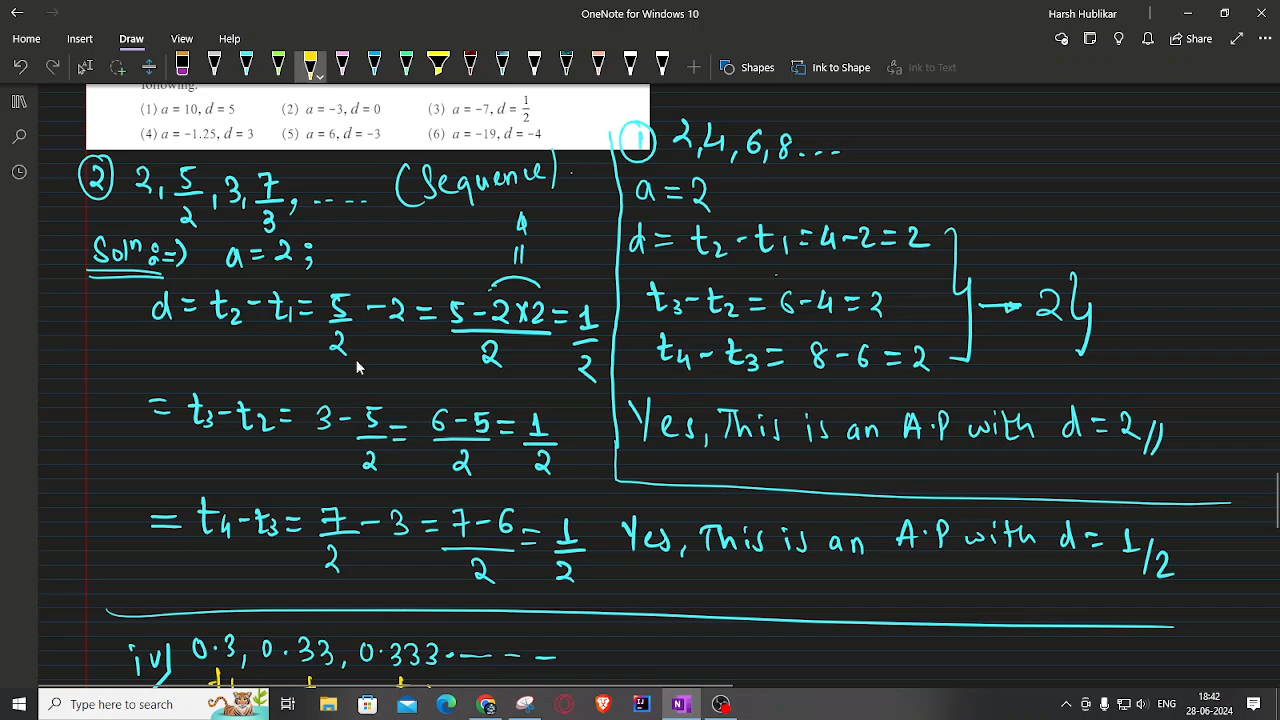 OneNote for Windows 10
Harsh Hublikar
Home Insert Draw View Help
Share
Shapes Ink to Shape Ink to Text
following.
(1) a = 10, d = 5 (2) a = -3, d = 0 (3) a = -7, d = 1/2
(4) a = -1.25, d = 3 (5) a = 6, d = -3 (6) a = -19, d = -4
② 2, 5/2, 3, 7/3, .... (Sequence)
Solⁿ :=) a = 2 ;
d = t2 - t1 = 5/2 - 2 = (5 - 2×2)/2 = 1/2
= t3 - t2 = 3 - 5/2 = (6 - 5)/2 = 1/2
= t4 - t3 = 7/2 - 3 = (7 - 6)/2 = 1/2
Yes, This is an A.P with d = 1/2
① 2, 4, 6, 8 ...
a = 2
d = t2 - t1 = 4 - 2 = 2
t3 - t2 = 6 - 4 = 2
t4 - t3 = 8 - 6 = 2
→ 2
Yes, This is an A.P with d = 2 //
iv) 0.3, 0.33, 0.333 . - - - -
Type here to search
18:42
28-06-2024